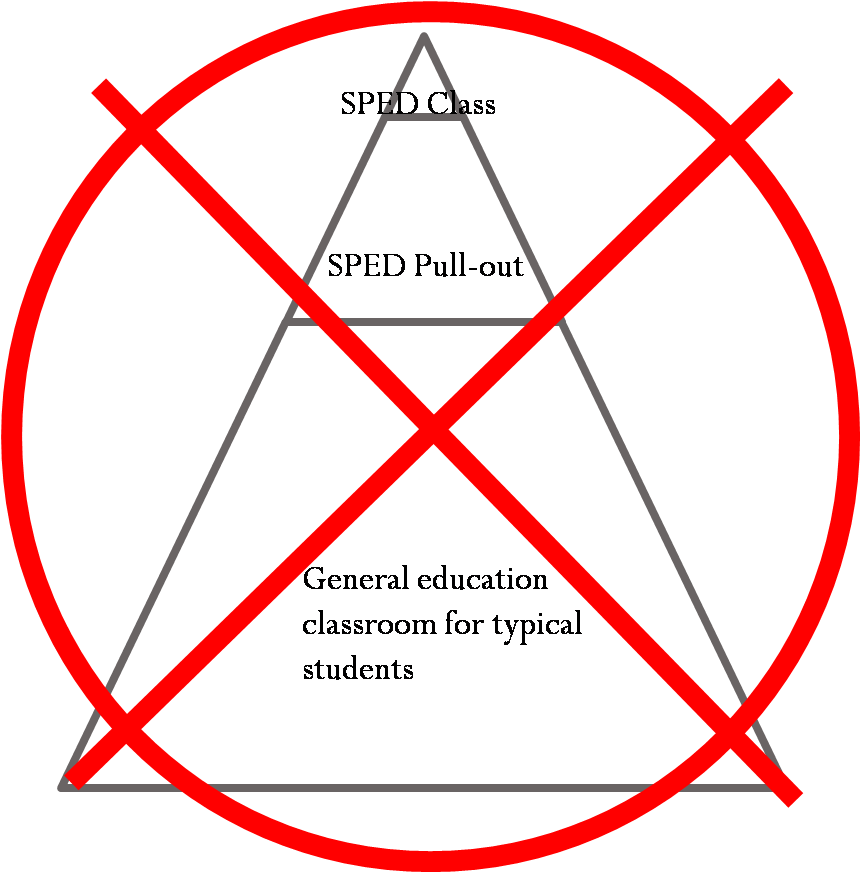 SPED Class
SPED Pull-out
General education
classroom for typical
students